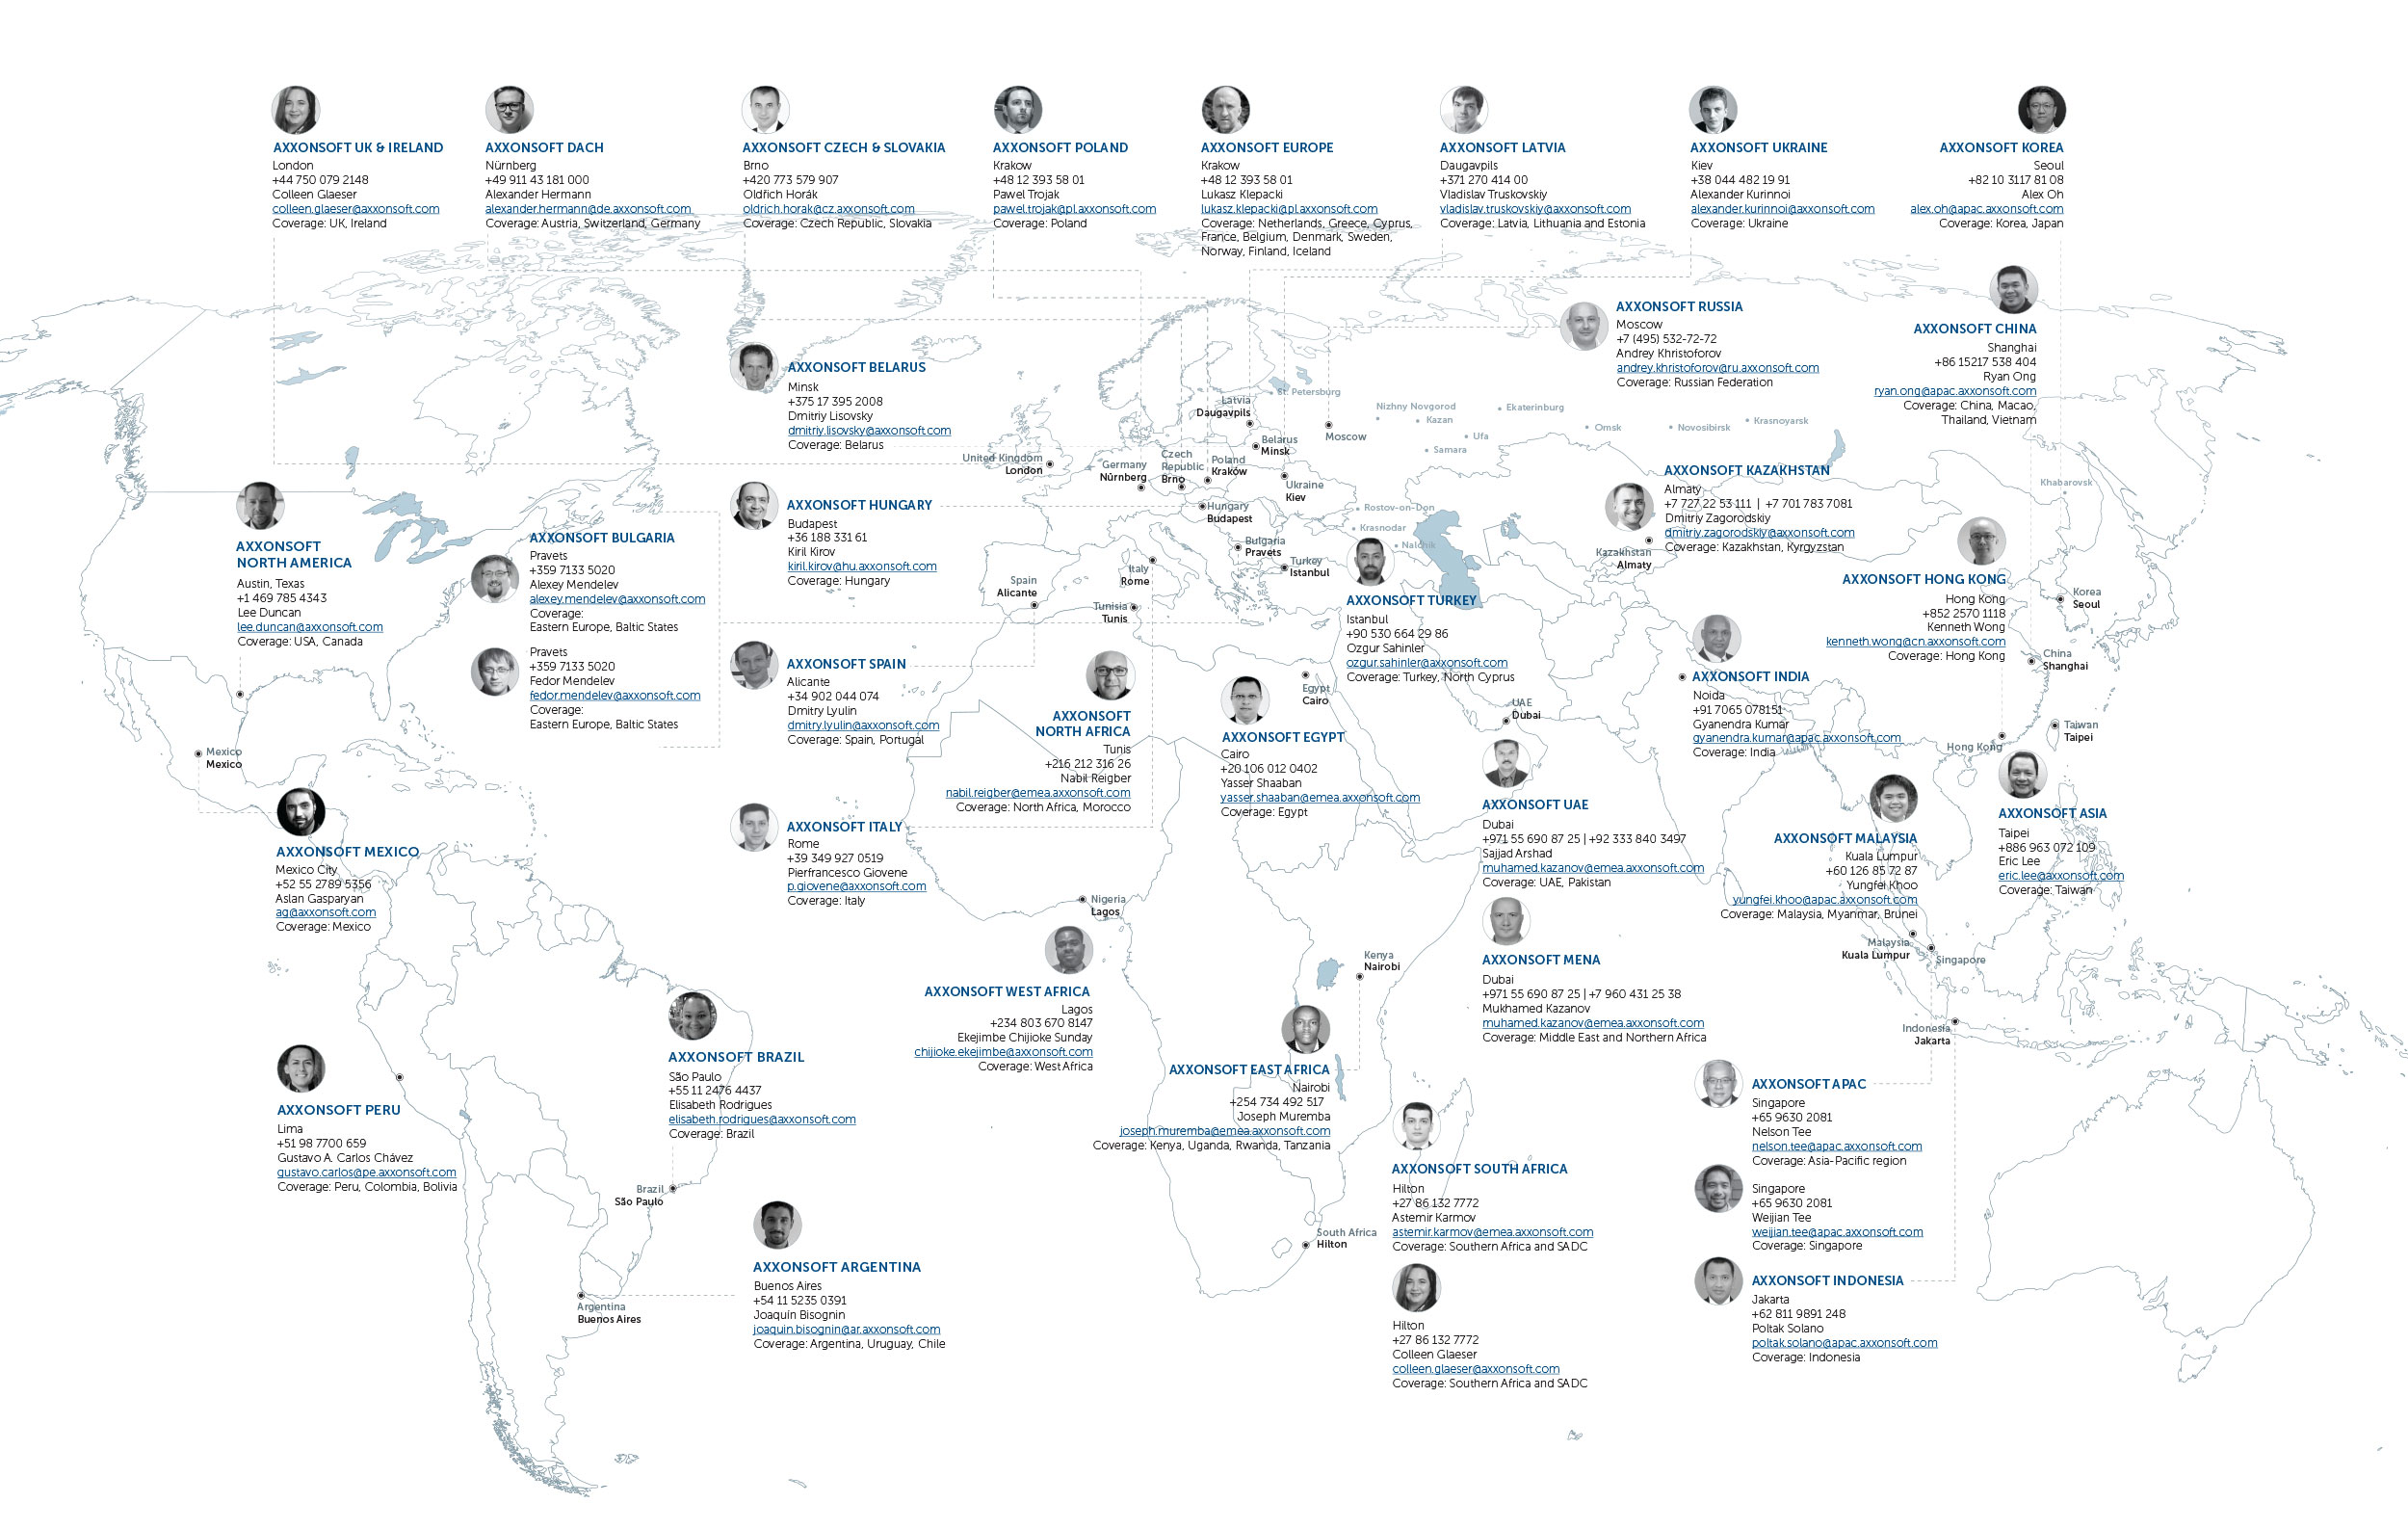 AXXONSOFT UK & IRELAND
London
+44 750 079 2148
Colleen Glaeser
colleen.glaeser@axxonsoft.com
Coverage: UK, Ireland
AXXONSOFT DACH
Nürnberg
+49 911 43 181 000
Alexander Hermann
alexander.hermann@de.axxonsoft.com
Coverage: Austria, Switzerland, Germany
AXXONSOFT CZECH & SLOVAKIA
Brno
+420 773 579 907
Oldřich Horák
oldrich.horak@cz.axxonsoft.com
Coverage: Czech Republic, Slovakia
AXXONSOFT POLAND
Krakow
+48 12 393 58 01
Pawel Trojak
pawel.trojak@pl.axxonsoft.com
Coverage: Poland
AXXONSOFT EUROPE
Krakow
+48 12 393 58 01
Lukasz Klepacki
lukasz.klepacki@pl.axxonsoft.com
Coverage: Netherlands, Greece, Cyprus,
France, Belgium, Denmark, Sweden,
Norway, Finland, Iceland
AXXONSOFT LATVIA
Daugavpils
+371 270 414 00
Vladislav Truskovskiy
vladislav.truskovskiy@axxonsoft.com
Coverage: Latvia, Lithuania and Estonia
AXXONSOFT UKRAINE
Kiev
+38 044 482 19 91
Alexander Kurinnoi
alexander.kurinnoi@axxonsoft.com
Coverage: Ukraine
AXXONSOFT KOREA
Seoul
+82 10 3117 81 08
Alex Oh
alex.oh@apac.axxonsoft.com
Coverage: Korea, Japan
AXXONSOFT RUSSIA
Moscow
+7 (495) 532-72-72
Andrey Khristoforov
andrey.khristoforov@ru.axxonsoft.com
Coverage: Russian Federation
AXXONSOFT CHINA
Shanghai
+86 15217 538 404
Ryan Ong
ryan.ong@apac.axxonsoft.com
Coverage: China, Macao,
Thailand, Vietnam
AXXONSOFT BELARUS
Minsk
+375 17 395 2008
Dmitriy Lisovsky
dmitriy.lisovsky@axxonsoft.com
Coverage: Belarus
AXXONSOFT HUNGARY
Budapest
+36 188 331 61
Kiril Kirov
kiril.kirov@hu.axxonsoft.com
Coverage: Hungary
AXXONSOFT
NORTH AMERICA
Austin, Texas
+1 469 785 4343
Lee Duncan
lee.duncan@axxonsoft.com
Coverage: USA, Canada
AXXONSOFT BULGARIA
Pravets
+359 7133 5020
Alexey Mendelev
alexey.mendelev@axxonsoft.com
Coverage:
Eastern Europe, Baltic States
Pravets
+359 7133 5020
Fedor Mendelev
fedor.mendelev@axxonsoft.com
Coverage:
Eastern Europe, Baltic States
AXXONSOFT SPAIN
Alicante
+34 902 044 074
Dmitry Lyulin
dmitry.lyulin@axxonsoft.com
Coverage: Spain, Portugal
AXXONSOFT ITALY
Rome
+39 349 927 0519
Pierfrancesco Giovene
p.giovene@axxonsoft.com
Coverage: Italy
United Kingdom
London
Germany
Nürnberg
Czech
Republic
Brno
Poland
Kraków
Latvia
Daugavpils
St. Petersburg
Belarus
Minsk
Moscow
Ukraine
Kiev
Hungary
Budapest
Bulgaria
Pravets
Turkey
Istanbul
Italy
Rome
Spain
Alicante
Tunisia
Tunis
Nizhny Novgorod
Kazan
Ekaterinburg
Ufa
Samara
Omsk
Novosibirsk
Krasnoyarsk
Rostov-on-Don
Krasnodar
Nalchik
Khabarovsk
AXXONSOFT KAZAKHSTAN
Almaty
+7 727 22 53 111 | +7 701 783 7081
Dmitriy Zagorodskiy
dmitriy.zagorodskiy@axxonsoft.com
Coverage: Kazakhstan, Kyrgyzstan
Kazakhstan
Almaty
AXXONSOFT HONG KONG
Hong Kong
+852 2570 1118
Kenneth Wong
kenneth.wong@cn.axxonsoft.com
Coverage: Hong Kong
Korea
Seoul
China
Shanghai
Taiwan
Taipei
Hong Kong
AXXONSOFT TURKEY
Istanbul
+90 530 664 29 86
Ozgur Sahinler
ozgur.sahinler@axxonsoft.com
Coverage: Turkey, North Cyprus
AXXONSOFT INDIA
Noida
+91 7065 078151
Gyanendra Kumar
gyanendra.kumar@apac.axxonsoft.com
Coverage: India
Egypt
Cairo
UAE
Dubai
AXXONSOFT
NORTH AFRICA
Tunis
+216 212 316 26
Nabil Reigber
nabil.reigber@emea.axxonsoft.com
Coverage: North Africa, Morocco
AXXONSOFT EGYPT
Cairo
+20 106 012 0402
Yasser Shaaban
yasser.shaaban@emea.axxonsoft.com
Coverage: Egypt
AXXONSOFT UAE
Dubai
+971 55 690 87 25 | +92 333 840 3497
Sajjad Arshad
muhamed.kazanov@emea.axxonsoft.com
Coverage: UAE, Pakistan
AXXONSOFT MALAYSIA
Kuala Lumpur
+60 126 85 72 87
Yungfei Khoo
yungfei.khoo@apac.axxonsoft.com
Coverage: Malaysia, Myanmar, Brunei
AXXONSOFT ASIA
Taipei
+886 963 072 109
Eric Lee
eric.lee@axxonsoft.com
Coverage: Taiwan
Mexico
Mexico
AXXONSOFT MEXICO
Mexico City
+52 55 2789 5356
Aslan Gasparyan
ag@axxonsoft.com
Coverage: Mexico
Nigeria
Lagos
AXXONSOFT WEST AFRICA
Lagos
+234 803 670 8147
Ekejimbe Chijioke Sunday
chijioke.ekejimbe@axxonsoft.com
Coverage: West Africa
Kenya
Nairobi
AXXONSOFT MENA
Dubai
+971 55 690 87 25 | +7 960 431 25 38
Mukhamed Kazanov
muhamed.kazanov@emea.axxonsoft.com
Coverage: Middle East and Northern Africa
Malaysia
Kuala Lumpur
Singapore
Indonesia
Jakarta
AXXONSOFT PERU
Lima
+51 98 7700 659
Gustavo A. Carlos Chávez
gustavo.carlos@pe.axxonsoft.com
Coverage: Peru, Colombia, Bolivia
AXXONSOFT BRAZIL
São Paulo
+55 11 2476 4437
Elisabeth Rodrigues
elisabeth.rodrigues@axxonsoft.com
Coverage: Brazil
Brazil
São Paulo
AXXONSOFT EAST AFRICA
Nairobi
+254 734 492 517
Joseph Muremba
joseph.muremba@emea.axxonsoft.com
Coverage: Kenya, Uganda, Rwanda, Tanzania
AXXONSOFT SOUTH AFRICA
Hilton
+27 86 132 7772
Astemir Karmov
astemir.karmov@emea.axxonsoft.com
Coverage: Southern Africa and SADC
South Africa
Hilton
Hilton
+27 86 132 7772
Colleen Glaeser
colleen.glaeser@axxonsoft.com
Coverage: Southern Africa and SADC
AXXONSOFT APAC
Singapore
+65 9630 2081
Nelson Tee
nelson.tee@apac.axxonsoft.com
Coverage: Asia-Pacific region
Singapore
+65 9630 2081
Weijian Tee
weijian.tee@apac.axxonsoft.com
Coverage: Singapore
AXXONSOFT INDONESIA
Jakarta
+62 811 9891 248
Poltak Solano
poltak.solano@apac.axxonsoft.com
Coverage: Indonesia
AXXONSOFT ARGENTINA
Buenos Aires
+54 11 5235 0391
Joaquín Bisognin
joaquin.bisognin@ar.axxonsoft.com
Coverage: Argentina, Uruguay, Chile
Argentina
Buenos Aires